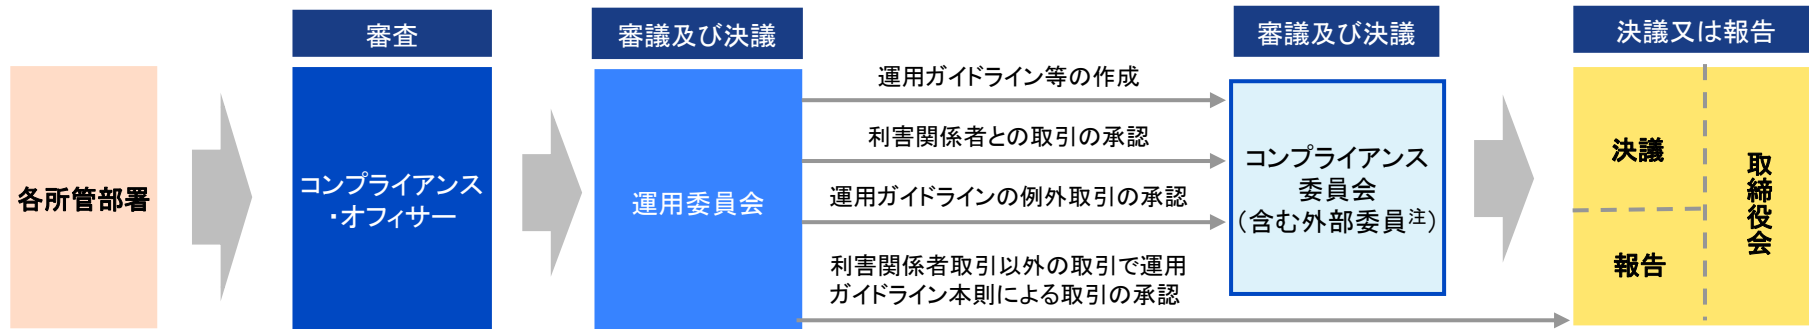 各所管部署
審査
コンプライアンス
・オフィサー
審議及び決議
運用委員会
運用ガイドライン等の作成
利害関係者との取引の承認
運用ガイドラインの例外取引の承認
利害関係者取引以外の取引で運用
ガイドライン本則による取引の承認
審議及び決議
コンプライアンス
委員会
（含む外部委員注）
決議又は報告
決議
報告
取締役会